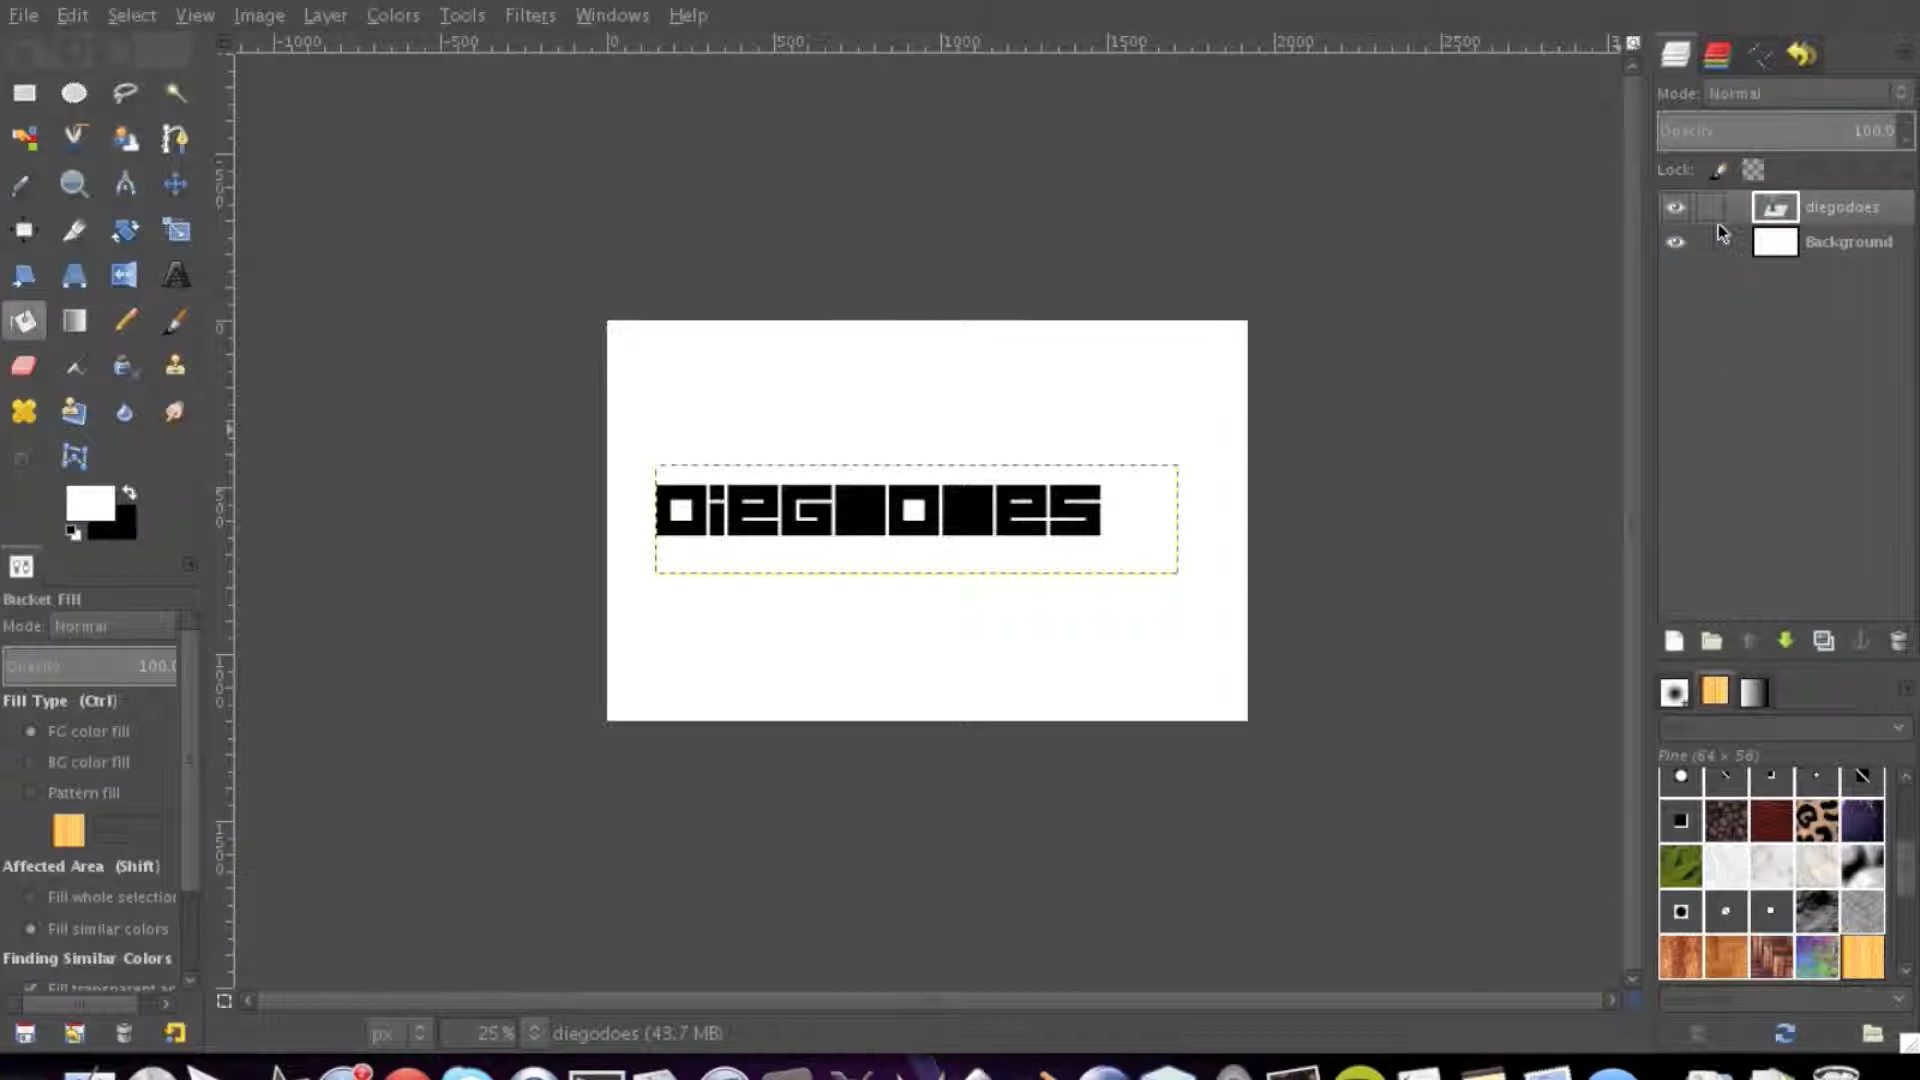 File Edit Select View Image Layer Colors Tools Filters Windows Help
-1000 -500 0 500 1000 1500 2000 2500
Mode: Normal
Opacity 100.0
Lock:
diegodoes
Background
DieGODOes
Bucket Fill
Mode: Normal
Opacity 100.0
Fill Type (Ctrl)
FG color fill
BG color fill
Pattern fill
Affected Area (Shift)
Fill whole selection
Fill similar colors
Finding Similar Colors
Fill transparent
Pine (64 × 56)
px 25 % diegodoes (43.7 MB)